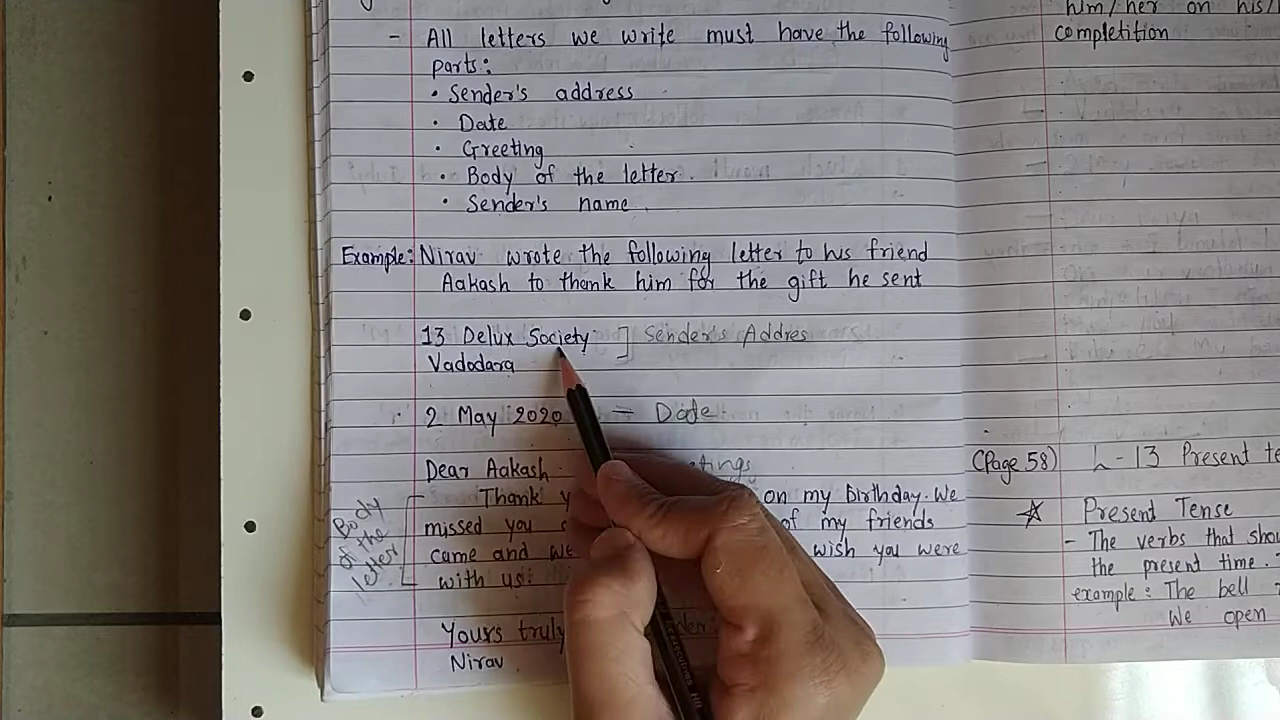 - All letters we write must have the following
parts:
• Sender's address
• Date
• Greeting
• Body of the letter.
• Sender's name
Example: Nirav wrote the following letter to his friend
Aakash to thank him for the gift he sent
13 Delux Society ] Sender's Addres
Vadodara
2 May 2020 — Date
Dear Aakash etings
Thank y on my Birthday. We
missed you of my friends
came and we wish you were
with us.
Body
of the
letter
Yours truly
Nirav
him/her on his/
completition
(Page 58) L-13 Present te
☆ Present Tense
- The verbs that sho
the present time.
example: The bell
We open